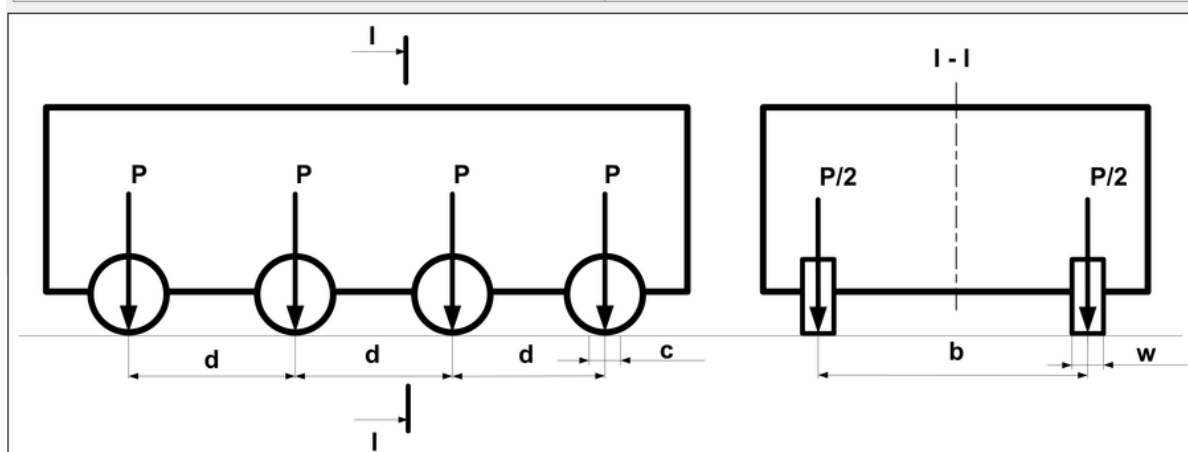 I
I - I
P P P P
P/2 P/2
d d d c
b w
I